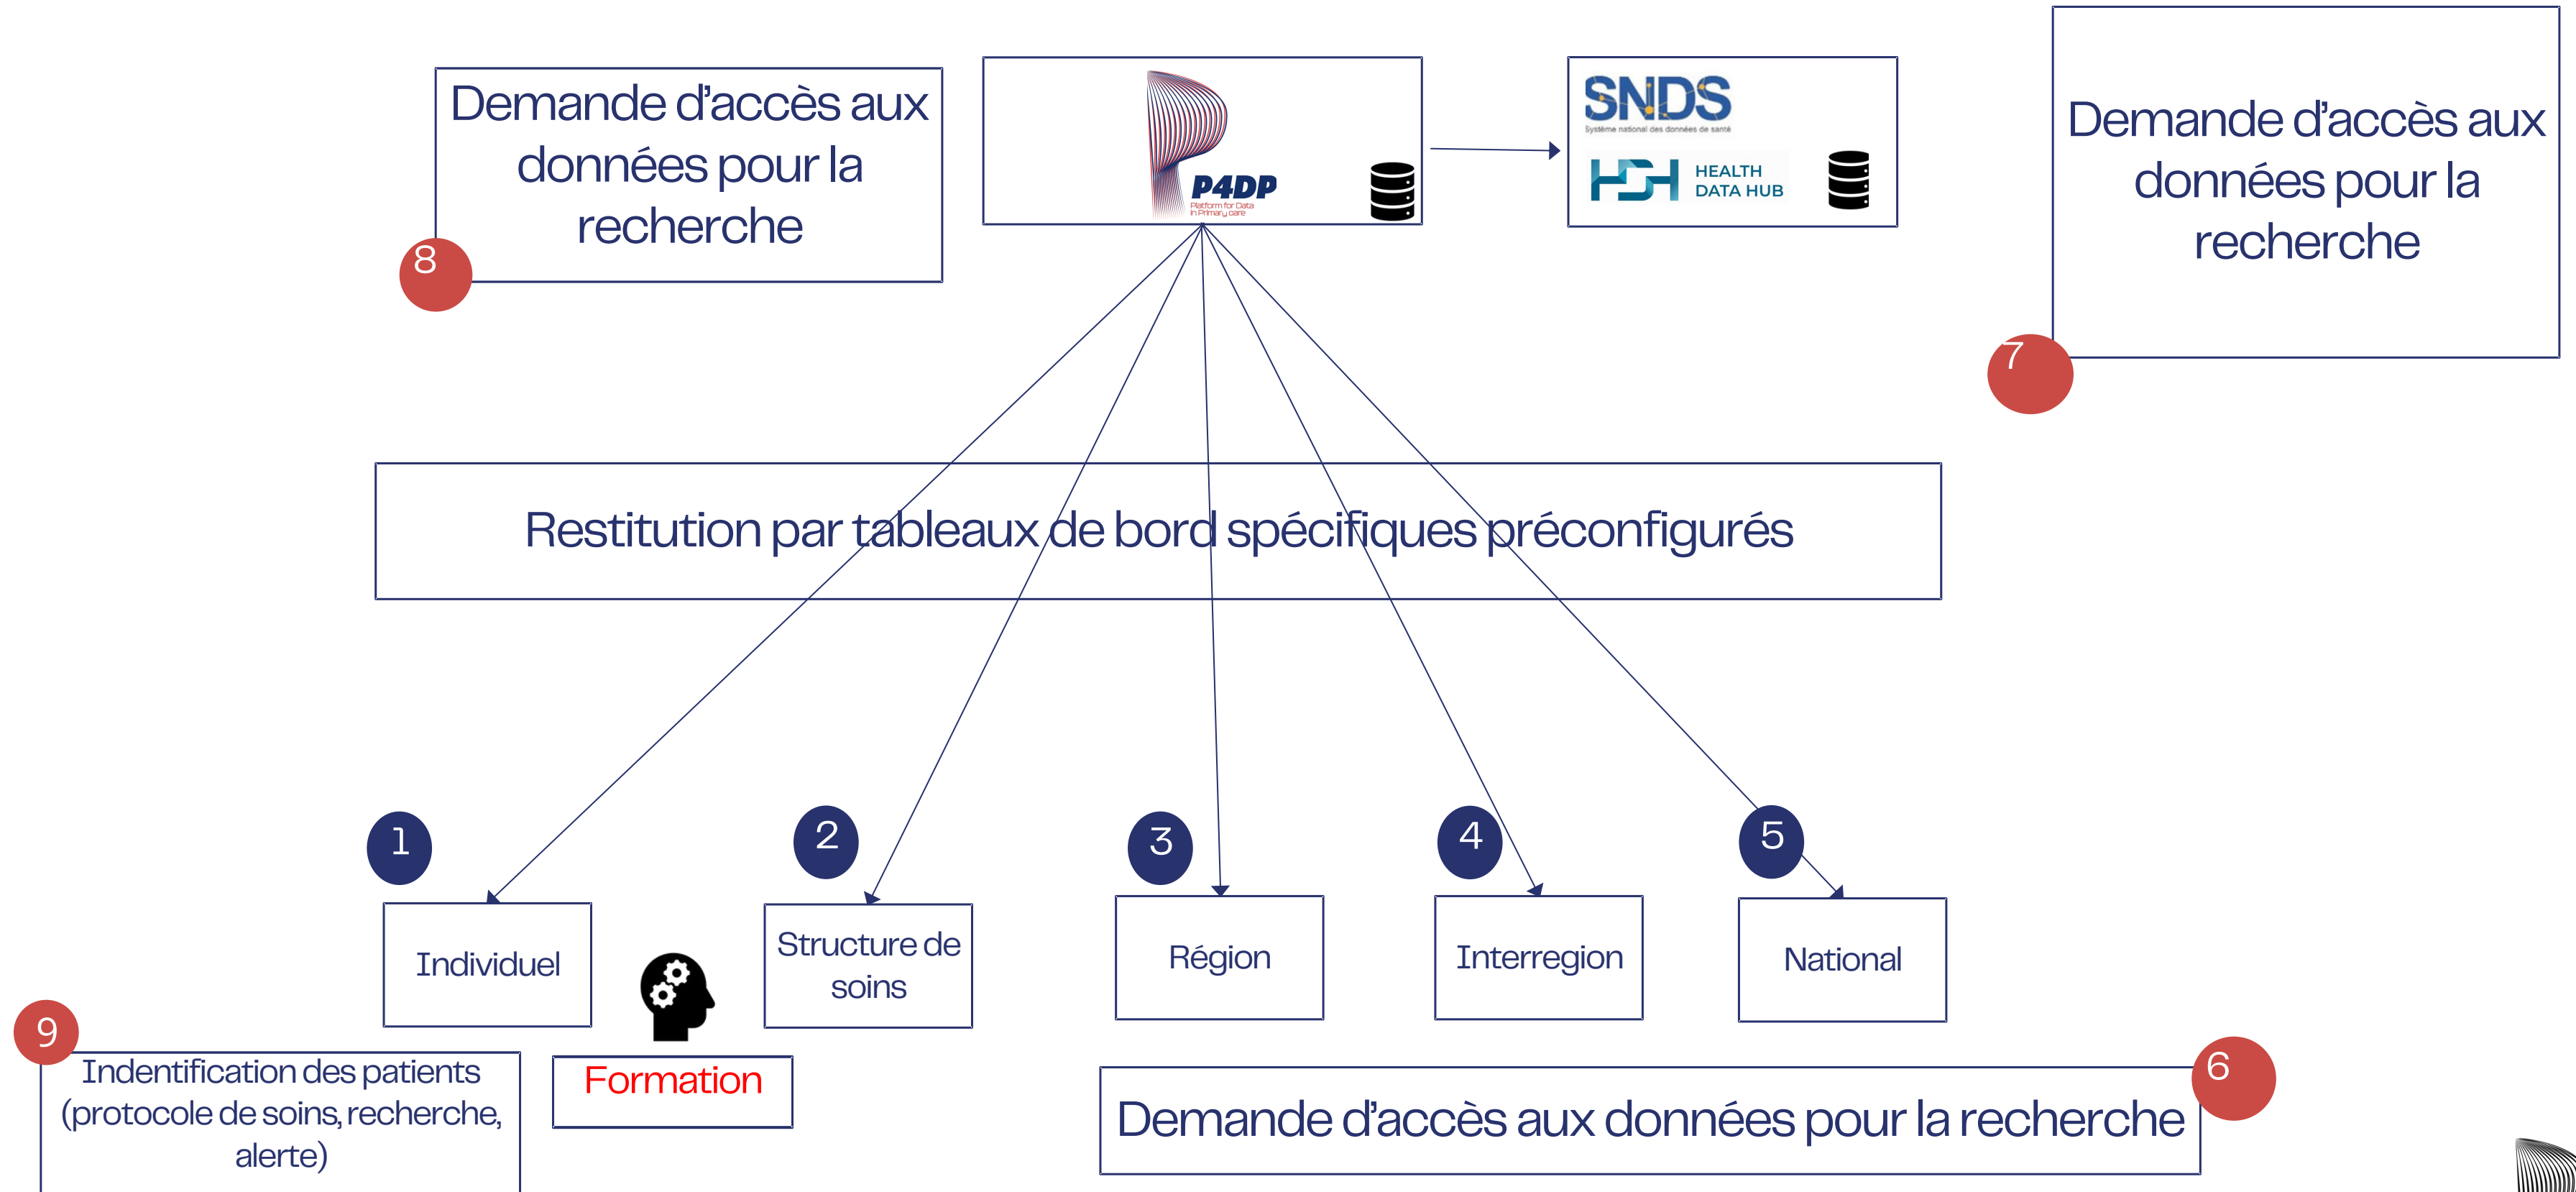 Demande d'accès aux
données pour la
recherche
8
P4DP
Platform for Data
in Primary care
SNDS
Système national des données de santé
HDH
HEALTH
DATA HUB
Demande d'accès aux
données pour la
recherche
7
Restitution par tableaux de bord spécifiques préconfigurés
1
2
3
4
5
Individuel
Structure de
soins
Région
Interregion
National
9
Indentification des patients
(protocole de soins, recherche,
alerte)
Formation
6
Demande d'accès aux données pour la recherche